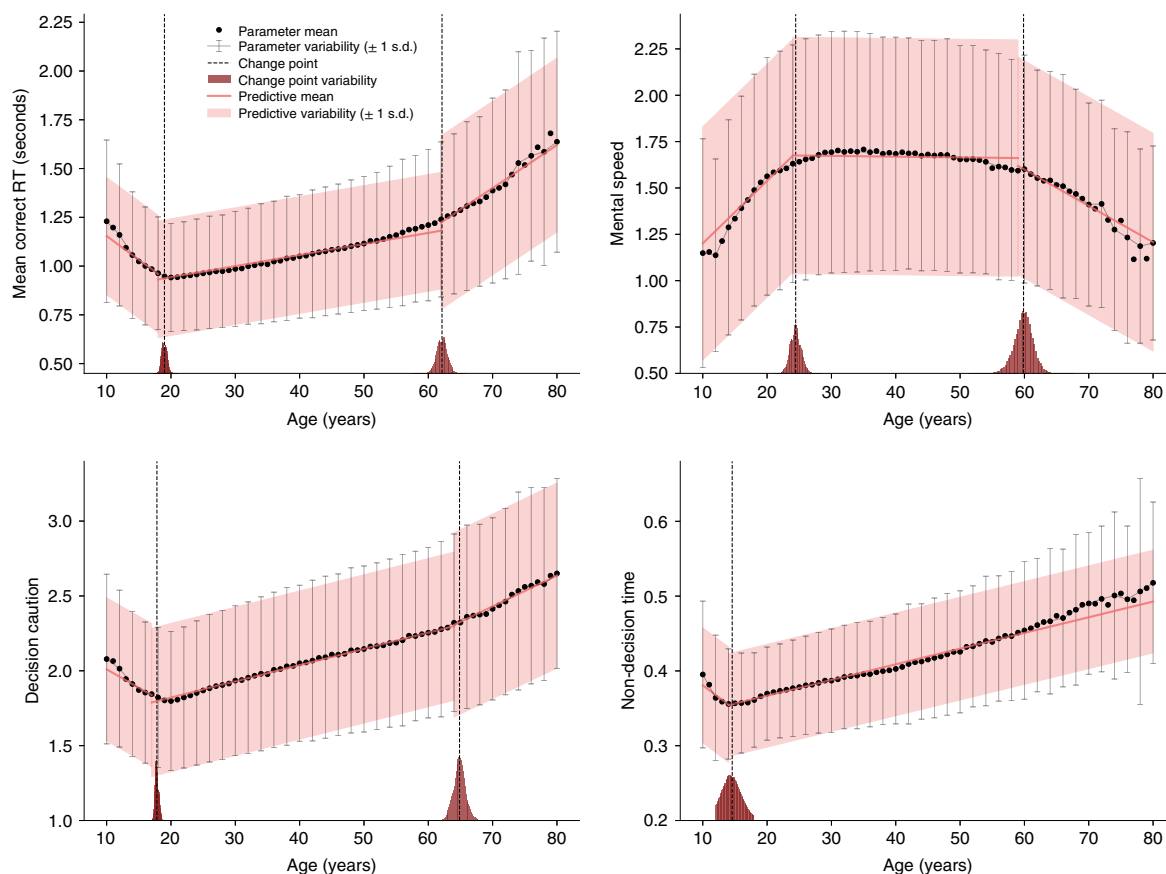 2.25
2.00
1.75
1.50
1.25
1.00
0.75
0.50
Mean correct RT (seconds)
Parameter mean
Parameter variability (± 1 s.d.)
Change point
Change point variability
Predictive mean
Predictive variability (± 1 s.d.)
10 20 30 40 50 60 70 80
Age (years)
2.25
2.00
1.75
1.50
1.25
1.00
0.75
0.50
Mental speed
10 20 30 40 50 60 70 80
Age (years)
3.0
2.5
2.0
1.5
1.0
Decision caution
10 20 30 40 50 60 70 80
Age (years)
0.6
0.5
0.4
0.3
0.2
Non-decision time
10 20 30 40 50 60 70 80
Age (years)